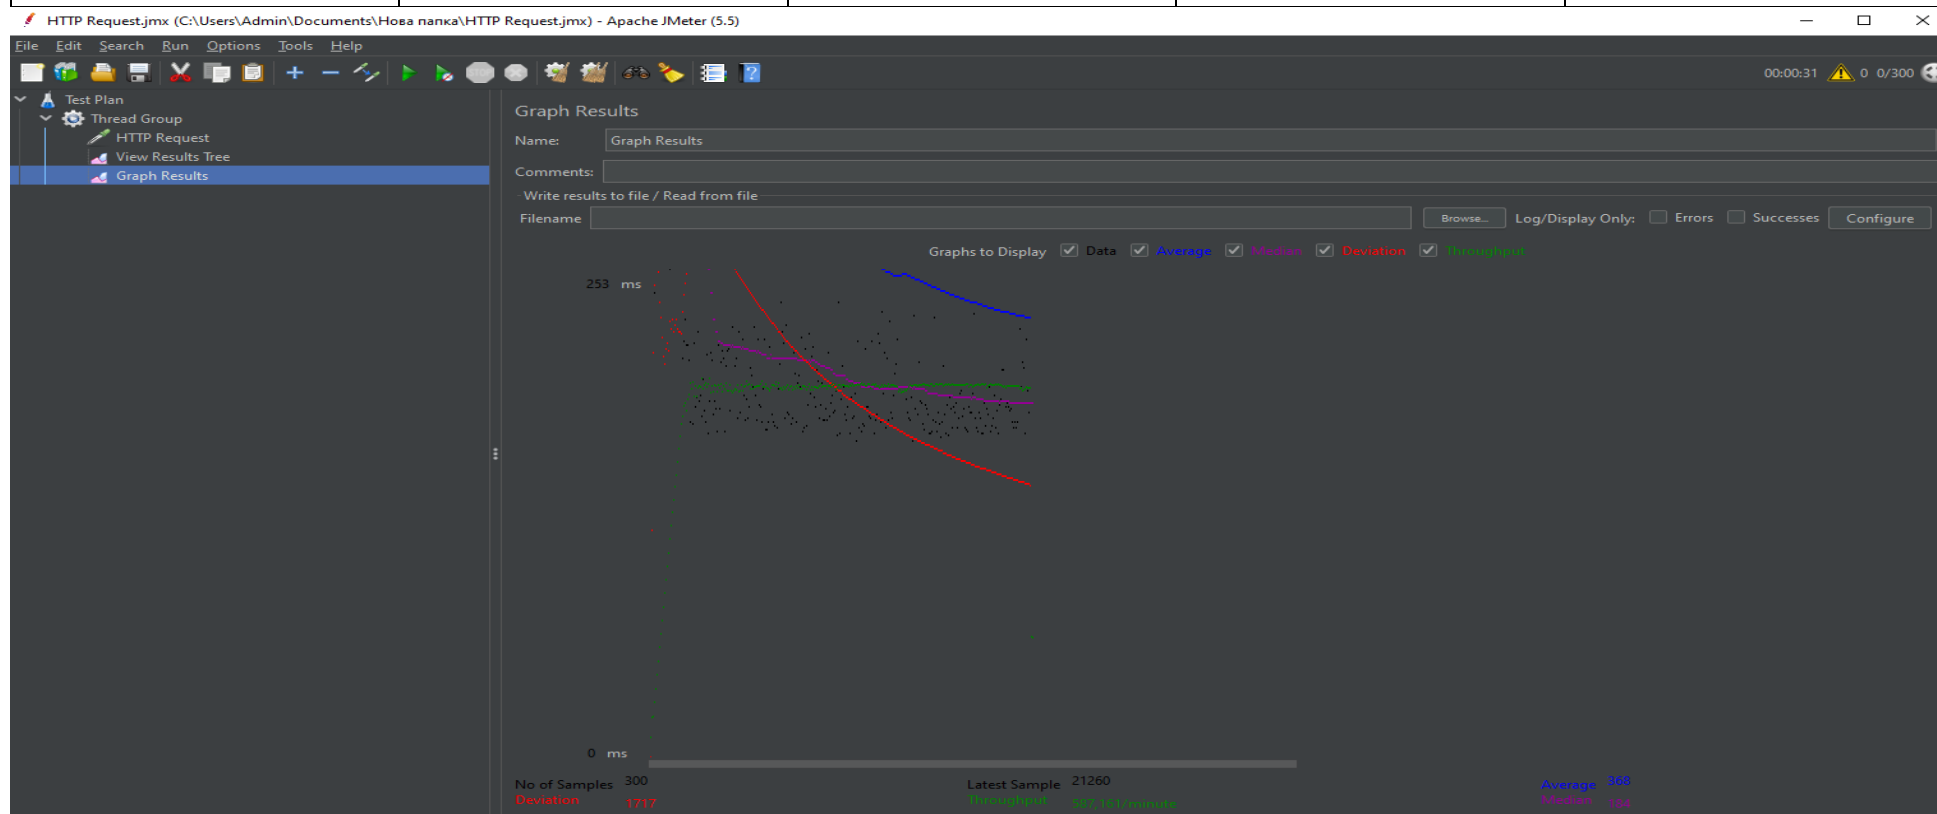 HTTP Request.jmx (C:\Users\Admin\Documents\Нова папка\HTTP Request.jmx) - Apache JMeter (5.5)
File Edit Search Run Options Tools Help
STOP
00:00:31 0 0/300
Test Plan
Thread Group
HTTP Request
View Results Tree
Graph Results
Graph Results
Name: Graph Results
Comments:
Write results to file / Read from file
Filename Browse... Log/Display Only: Errors Successes Configure
Graphs to Display Data Average Median Deviation Throughput
253 ms
0 ms
No of Samples 300 Latest Sample 21260 Average 368
Deviation 1717 Throughput 587,161/minute Median